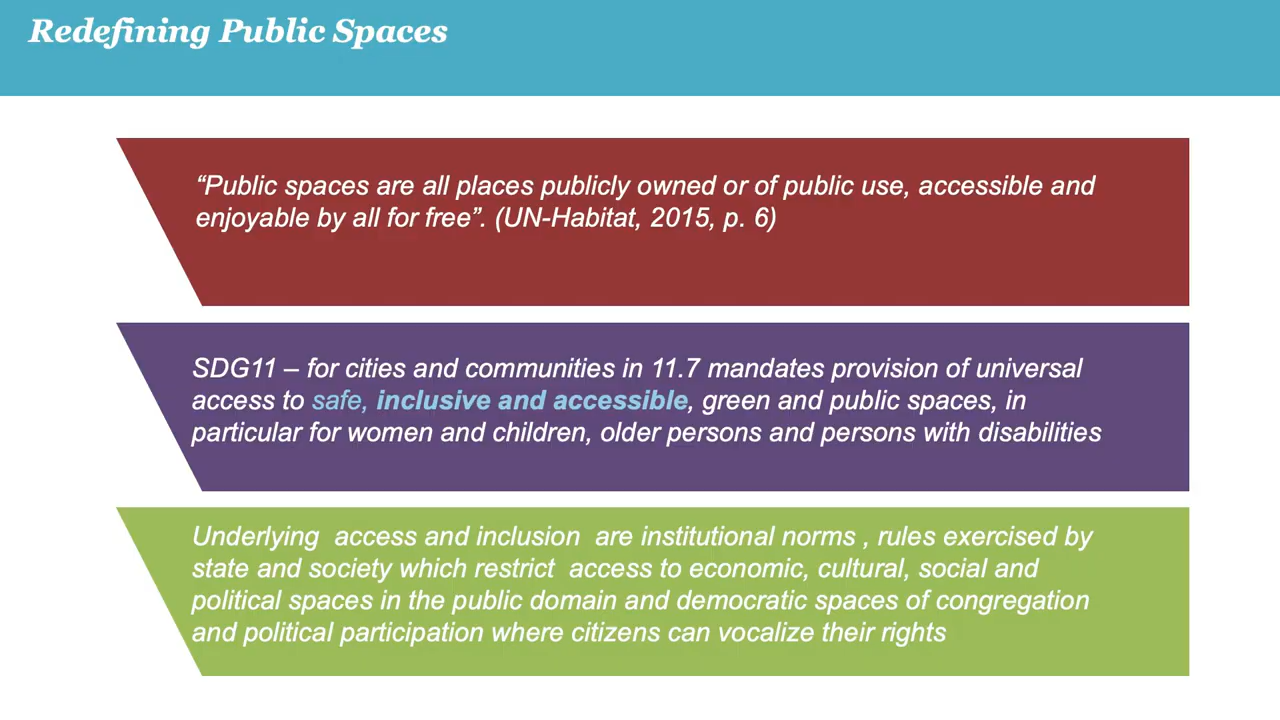 Redefining Public Spaces
“Public spaces are all places publicly owned or of public use, accessible and
enjoyable by all for free”. (UN-Habitat, 2015, p. 6)
SDG11 – for cities and communities in 11.7 mandates provision of universal
access to safe, inclusive and accessible, green and public spaces, in
particular for women and children, older persons and persons with disabilities
Underlying  access and inclusion  are institutional norms , rules exercised by
state and society which restrict  access to economic, cultural, social and
political spaces in the public domain and democratic spaces of congregation
and political participation where citizens can vocalize their rights